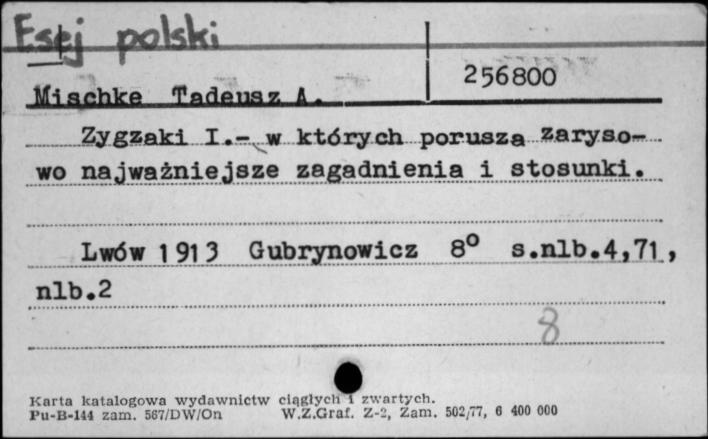 Esej polski
256800
Mischke Tadeusz A.
Zygzaki I.- w których porusza zaryso-
wo najważniejsze zagadnienia i stosunki.
Lwów 1913 Gubrynowicz 8° s.nlb.4,71,
nlb.2
8
Karta katalogowa wydawnictw ciągłych i zwartych.
Pu-B-144 zam. 567/DW/On W.Z.Graf. Z-2, Zam. 502/77, 6 400 000